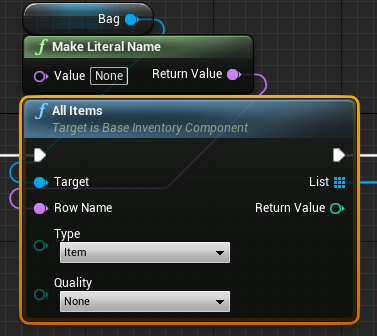 Bag
Make Literal Name
Value None Return Value
All Items
Target is Base Inventory Component
Target List
Row Name Return Value
Type
Item
Quality
None